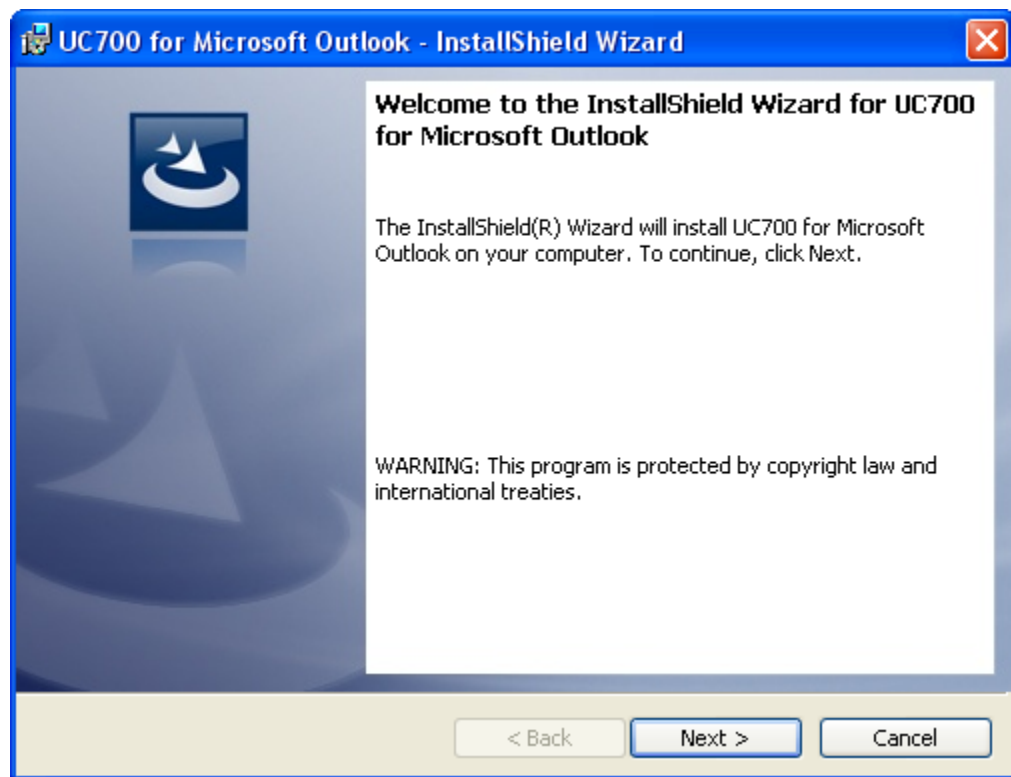 UC700 for Microsoft Outlook - InstallShield Wizard
Welcome to the InstallShield Wizard for UC700
for Microsoft Outlook
The InstallShield(R) Wizard will install UC700 for Microsoft
Outlook on your computer. To continue, click Next.
WARNING: This program is protected by copyright law and
international treaties.
< Back Next > Cancel